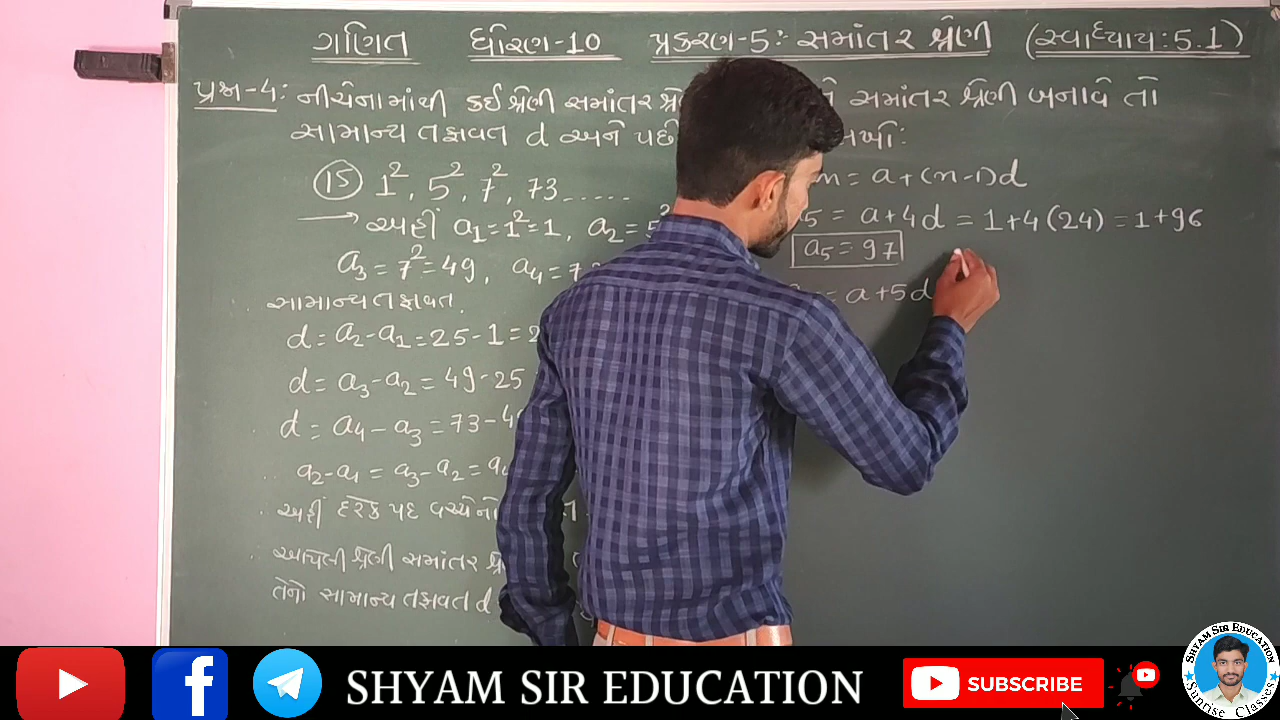 ગણિત ધોરણ-10 પ્રકરણ-5: સમાંતર શ્રેણી (સ્વાધ્યાય:5.1)
પ્રશ્ન-4: નીચેનામાંથી કઈ શ્રેણી સમાંતર સમાંતર શ્રેણી બનાવે તો
સામાન્ય તફાવત d અને પછી
15 1², 5², 7², 73.....
અહીં a₁=1²=1, a₂=5²
a₃=7²=49, a₄=7
સામાન્ય તફાવત.
d=a₂-a₁=25-1=2
d=a₃-a₂=49-25
d=a₄-a₃=73-4
a₂-a₁=a₃-a₂=a
અહીં દરેક પદ વચ્ચેનો ત
આપેલી શ્રેણી સમાંતર
તેનો સામાન્ય તફાવત d
n=a+(n-1)d
5=a+4d=1+4(24)=1+96
a₅=97
=a+5d
SHYAM SIR EDUCATION
SUBSCRIBE
SHYAM SIR EDUCATION
Sunrise Classes